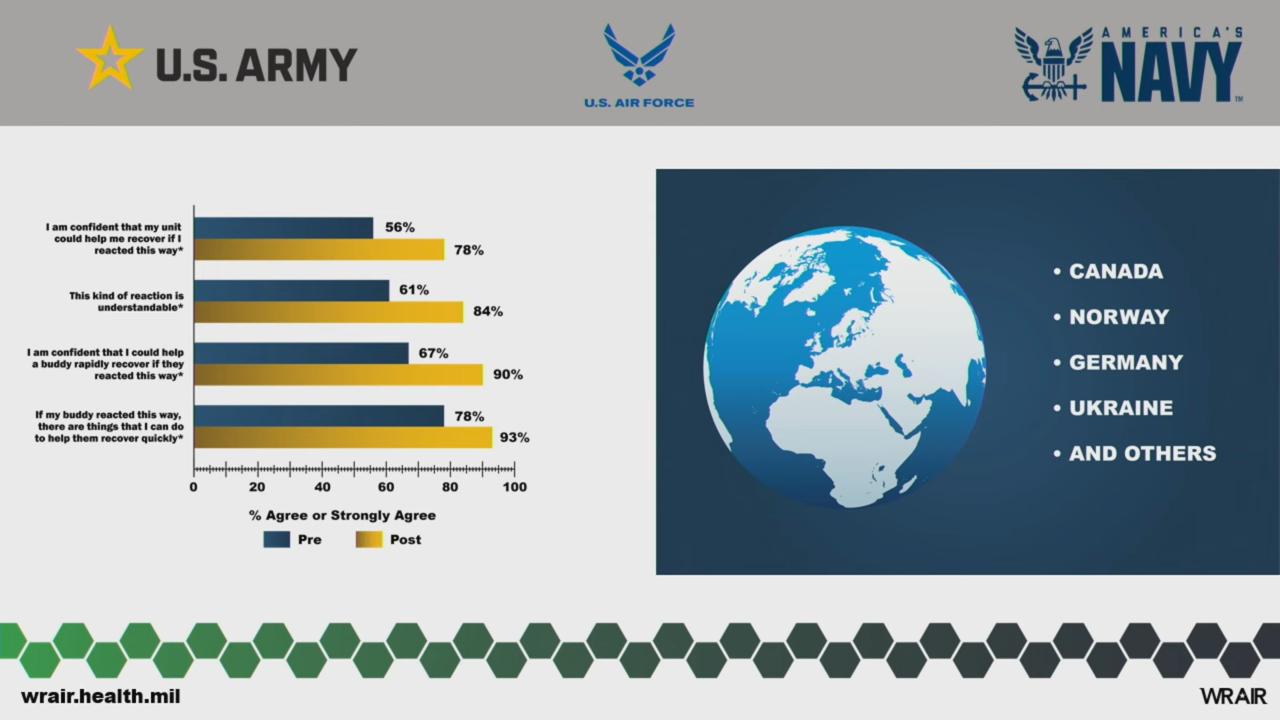 U.S. ARMY
U.S. AIR FORCE
AMERICA'S
NAVY™
I am confident that my unit
could help me recover if I
reacted this way*
56%
78%
This kind of reaction is
understandable*
61%
84%
I am confident that I could help
a buddy rapidly recover if they
reacted this way*
67%
90%
If my buddy reacted this way,
there are things that I can do
to help them recover quickly*
78%
93%
0 20 40 60 80 100
% Agree or Strongly Agree
Pre Post
• CANADA
• NORWAY
• GERMANY
• UKRAINE
• AND OTHERS
wrair.health.mil
WRAIR